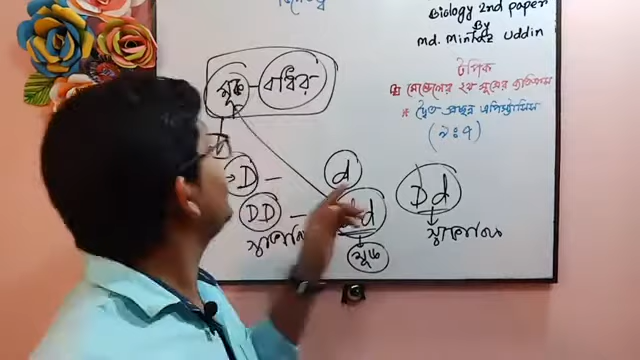 জিনতত্ত্ব
Biology 2nd paper
By
Md. Minhaz Uddin
টপিক
মেন্ডেলের ২য় সূত্রের ব্যতিক্রম
* দ্বৈত প্রচ্ছন্ন এপিস্ট্যাসিস
(৯:৭)
মূক - বধির
D - d
DD - dd
Dd
স্বাভাবিক
মূক
স্বাভাবিক